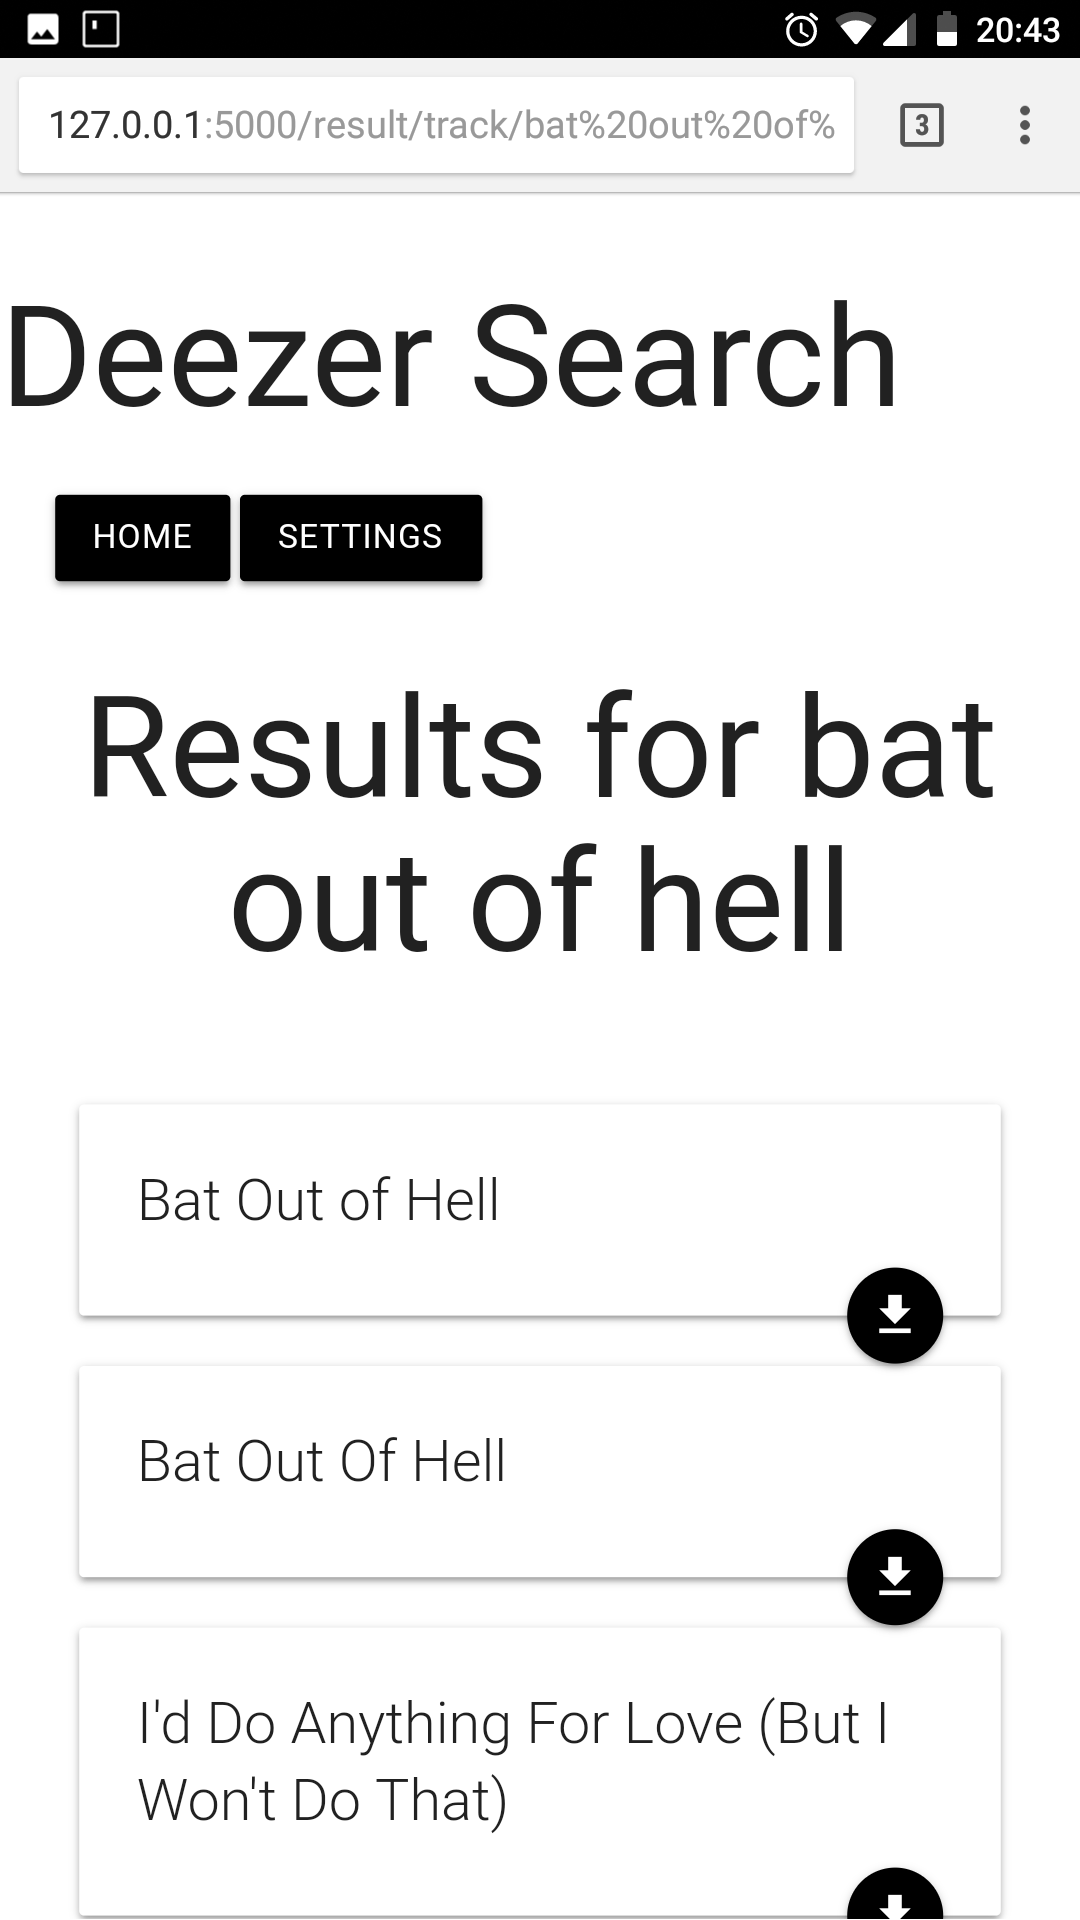 20:43
127.0.0.1:5000/result/track/bat%20out%20of%
3
Deezer Search
HOME SETTINGS
Results for bat
out of hell
Bat Out of Hell
Bat Out Of Hell
I'd Do Anything For Love (But I
Won't Do That)